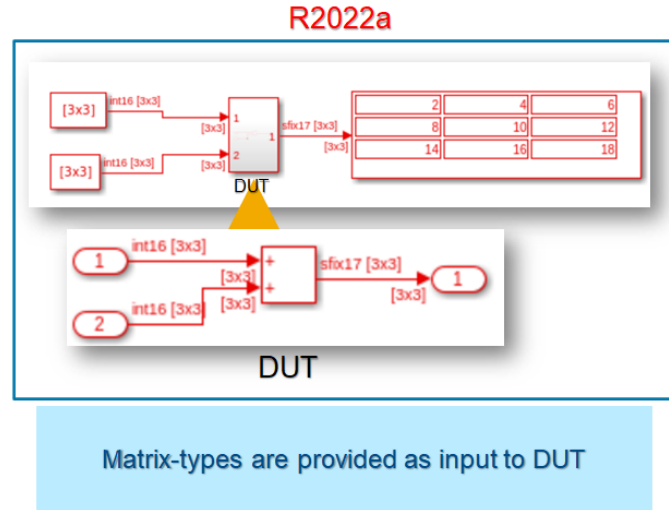 R2022a
[3x3]
int16 [3x3]
[3x3]
1
sfix17 [3x3]
2 4 6
[3x3]
int16 [3x3]
[3x3]
2
1
[3x3]
8 10 12
14 16 18
DUT
1
int16 [3x3]
[3x3]
+
sfix17 [3x3]
1
2
int16 [3x3]
[3x3]
+
[3x3]
DUT
Matrix-types are provided as input to DUT